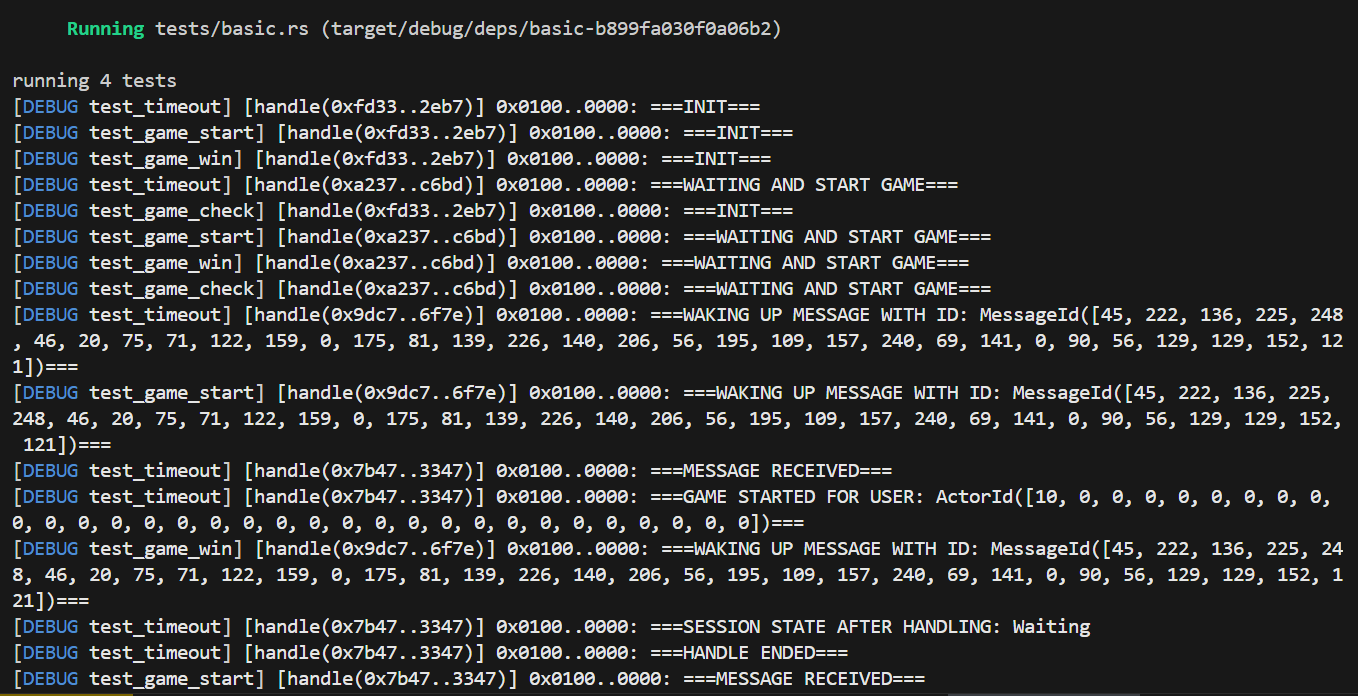 Running tests/basic.rs (target/debug/deps/basic-b899fa030f0a06b2)
running 4 tests
[DEBUG test_timeout] [handle(0xfd33..2eb7)] 0x0100..0000: ===INIT===
[DEBUG test_game_start] [handle(0xfd33..2eb7)] 0x0100..0000: ===INIT===
[DEBUG test_game_win] [handle(0xfd33..2eb7)] 0x0100..0000: ===INIT===
[DEBUG test_timeout] [handle(0xa237..c6bd)] 0x0100..0000: ===WAITING AND START GAME===
[DEBUG test_game_check] [handle(0xfd33..2eb7)] 0x0100..0000: ===INIT===
[DEBUG test_game_start] [handle(0xa237..c6bd)] 0x0100..0000: ===WAITING AND START GAME===
[DEBUG test_game_win] [handle(0xa237..c6bd)] 0x0100..0000: ===WAITING AND START GAME===
[DEBUG test_game_check] [handle(0xa237..c6bd)] 0x0100..0000: ===WAITING AND START GAME===
[DEBUG test_timeout] [handle(0x9dc7..6f7e)] 0x0100..0000: ===WAKING UP MESSAGE WITH ID: MessageId([45, 222, 136, 225, 248
, 46, 20, 75, 71, 122, 159, 0, 175, 81, 139, 226, 140, 206, 56, 195, 109, 157, 240, 69, 141, 0, 90, 56, 129, 129, 152, 12
1])===
[DEBUG test_game_start] [handle(0x9dc7..6f7e)] 0x0100..0000: ===WAKING UP MESSAGE WITH ID: MessageId([45, 222, 136, 225,
248, 46, 20, 75, 71, 122, 159, 0, 175, 81, 139, 226, 140, 206, 56, 195, 109, 157, 240, 69, 141, 0, 90, 56, 129, 129, 152,
121])===
[DEBUG test_timeout] [handle(0x7b47..3347)] 0x0100..0000: ===MESSAGE RECEIVED===
[DEBUG test_timeout] [handle(0x7b47..3347)] 0x0100..0000: ===GAME STARTED FOR USER: ActorId([10, 0, 0, 0, 0, 0, 0, 0, 0,
0, 0, 0, 0, 0, 0, 0, 0, 0, 0, 0, 0, 0, 0, 0, 0, 0, 0, 0, 0, 0, 0, 0])===
[DEBUG test_game_win] [handle(0x9dc7..6f7e)] 0x0100..0000: ===WAKING UP MESSAGE WITH ID: MessageId([45, 222, 136, 225, 24
8, 46, 20, 75, 71, 122, 159, 0, 175, 81, 139, 226, 140, 206, 56, 195, 109, 157, 240, 69, 141, 0, 90, 56, 129, 129, 152, 1
21])===
[DEBUG test_timeout] [handle(0x7b47..3347)] 0x0100..0000: ===SESSION STATE AFTER HANDLING: Waiting
[DEBUG test_timeout] [handle(0x7b47..3347)] 0x0100..0000: ===HANDLE ENDED===
[DEBUG test_game_start] [handle(0x7b47..3347)] 0x0100..0000: ===MESSAGE RECEIVED===